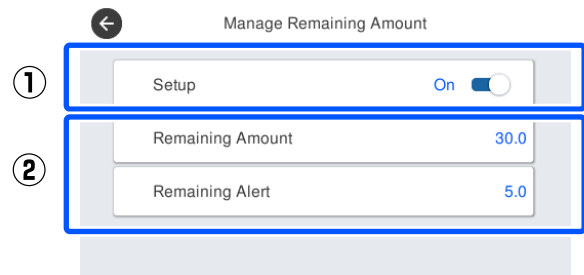 Manage Remaining Amount
①
Setup On
②
Remaining Amount 30.0
Remaining Alert 5.0